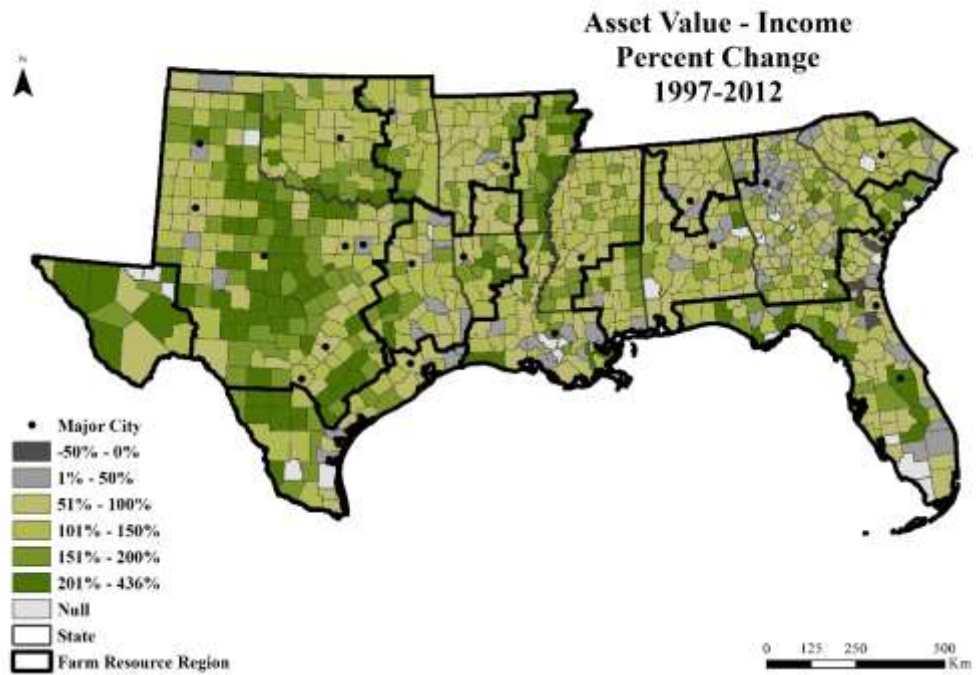 Asset Value - Income
Percent Change
1997-2012
N
Major City
-50% - 0%
1% - 50%
51% - 100%
101% - 150%
151% - 200%
201% - 436%
Null
State
Farm Resource Region
0 125 250 500
Km